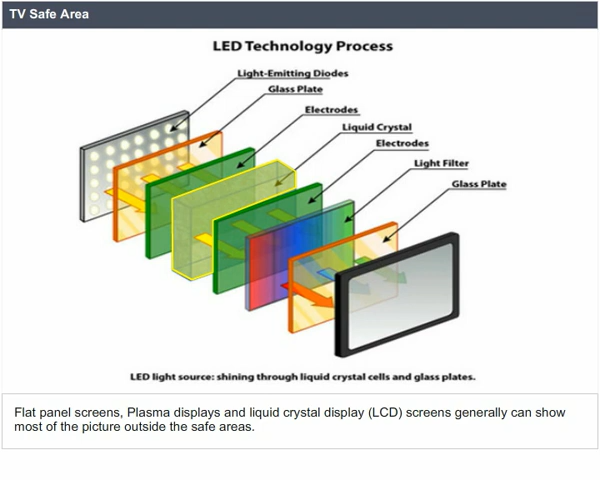 TV Safe Area
LED Technology Process
Light-Emitting Diodes
Glass Plate
Electrodes
Liquid Crystal
Electrodes
Light Filter
Glass Plate
LED light source: shining through liquid crystal cells and glass plates.
Flat panel screens, Plasma displays and liquid crystal display (LCD) screens generally can show
most of the picture outside the safe areas.